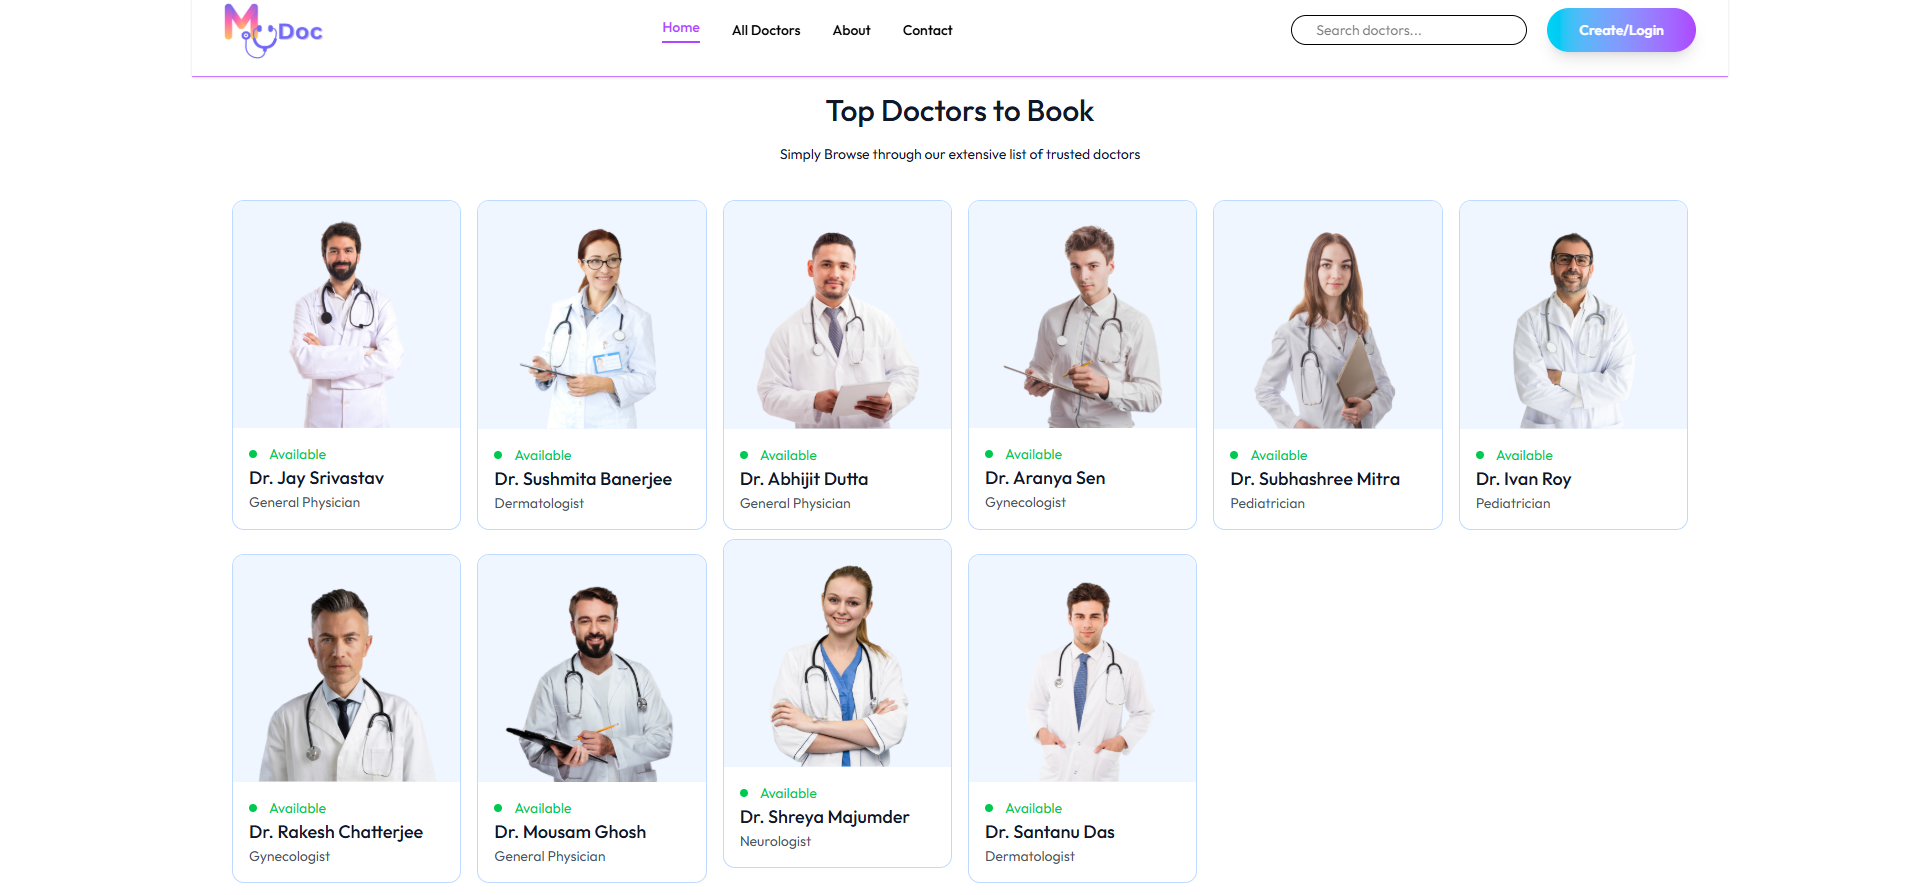 My Doc
Home
All Doctors
About
Contact
Search doctors...
Create/Login
Top Doctors to Book
Simply Browse through our extensive list of trusted doctors
Available
Dr. Jay Srivastav
General Physician
Available
Dr. Sushmita Banerjee
Dermatologist
Available
Dr. Abhijit Dutta
General Physician
Available
Dr. Aranya Sen
Gynecologist
Available
Dr. Subhashree Mitra
Pediatrician
Available
Dr. Ivan Roy
Pediatrician
Available
Dr. Rakesh Chatterjee
Gynecologist
Available
Dr. Mousam Ghosh
General Physician
Available
Dr. Shreya Majumder
Neurologist
Available
Dr. Santanu Das
Dermatologist